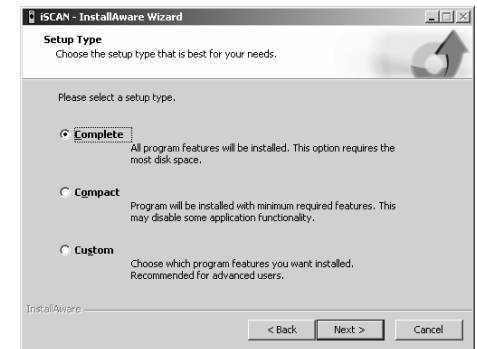 iSCAN - InstallAware Wizard
Setup Type
Choose the setup type that is best for your needs.
Please select a setup type.
Complete
All program features will be installed. This option requires the
most disk space.
Compact
Program will be installed with minimum required features. This
may disable some application functionality.
Custom
Choose which program features you want installed.
Recommended for advanced users.
InstallAware
< Back Next > Cancel